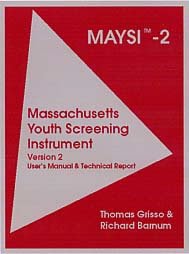 MAYSI™-2
Massachusetts
Youth Screening
Instrument
Version 2
User's Manual & Technical Report
Thomas Grisso &
Richard Barnum